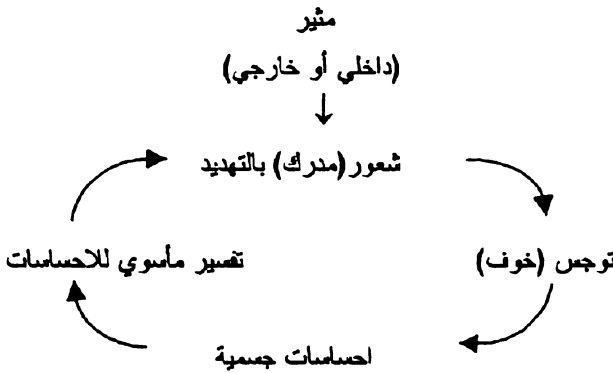 مثير
(داخلي أو خارجي)
شعور(مدرك) بالتهديد
توجس (خوف)
تفسير مأسوي للاحساسات
احساسات جسمية